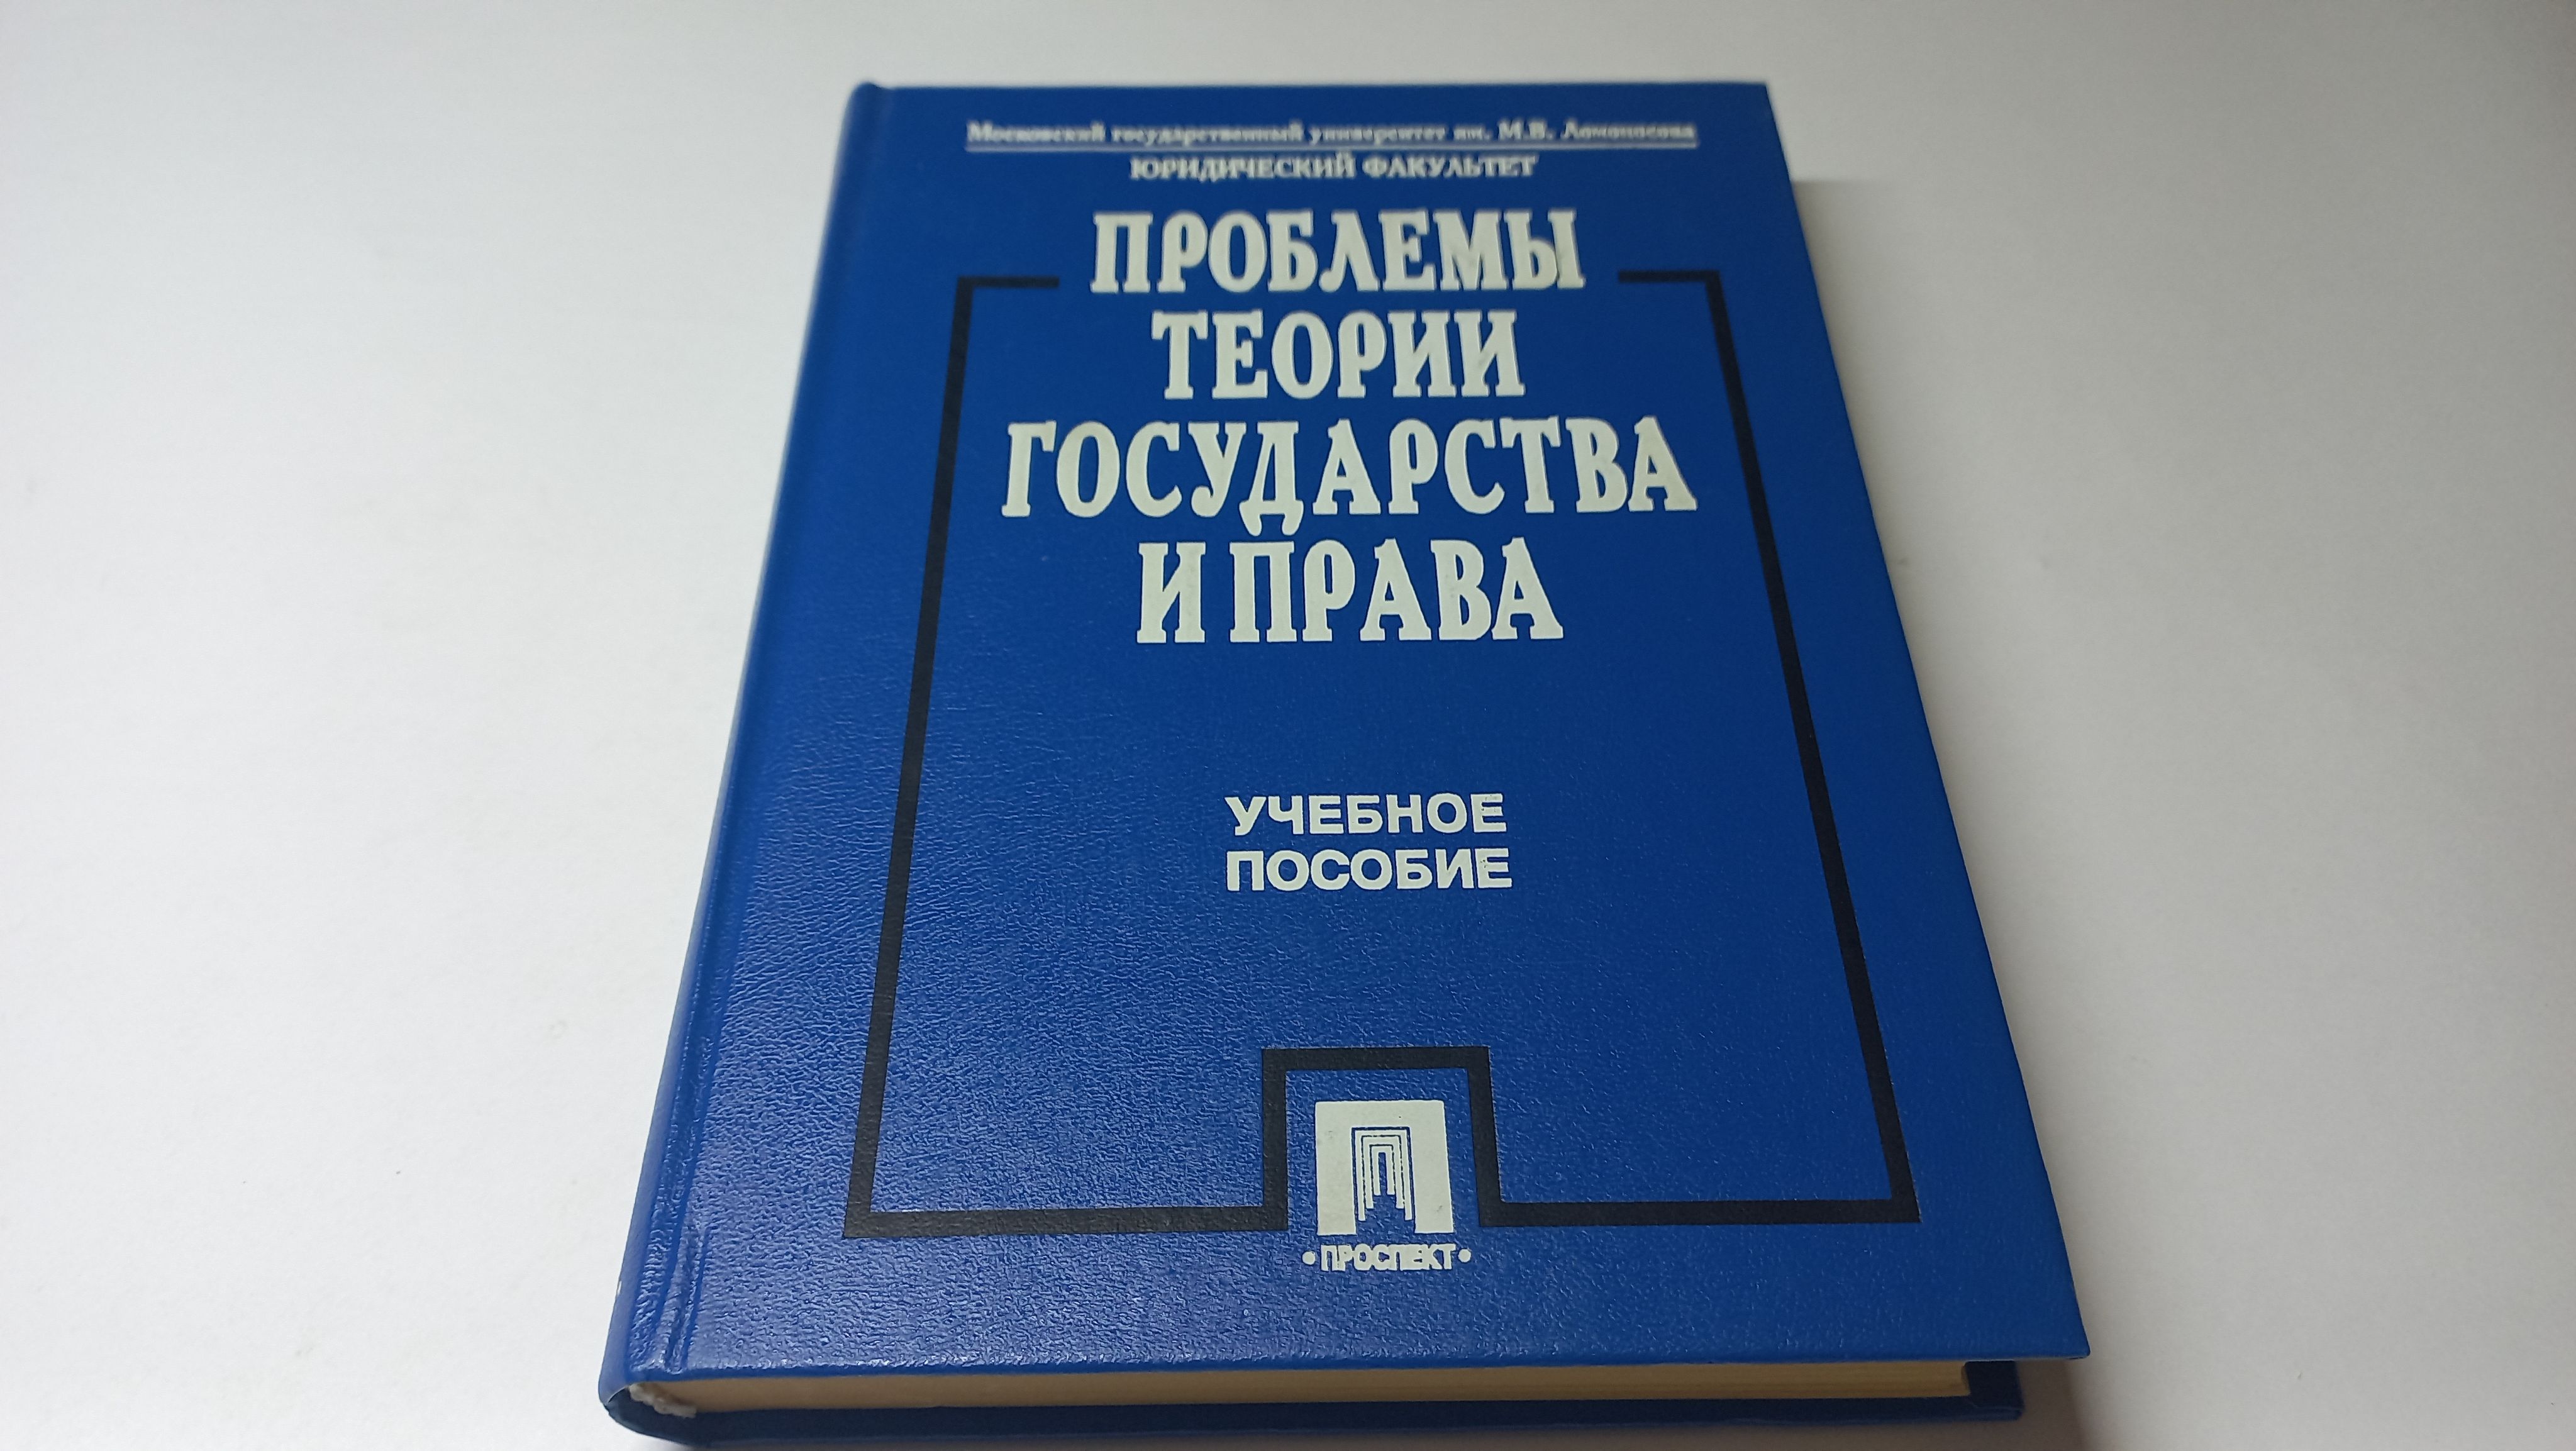 Московский государственный университет им. М.В. Ломоносова
ЮРИДИЧЕСКИЙ ФАКУЛЬТЕТ
ПРОБЛЕМЫ
ТЕОРИИ
ГОСУДАРСТВА
И ПРАВА
УЧЕБНОЕ
ПОСОБИЕ
• ПРОСПЕКТ •